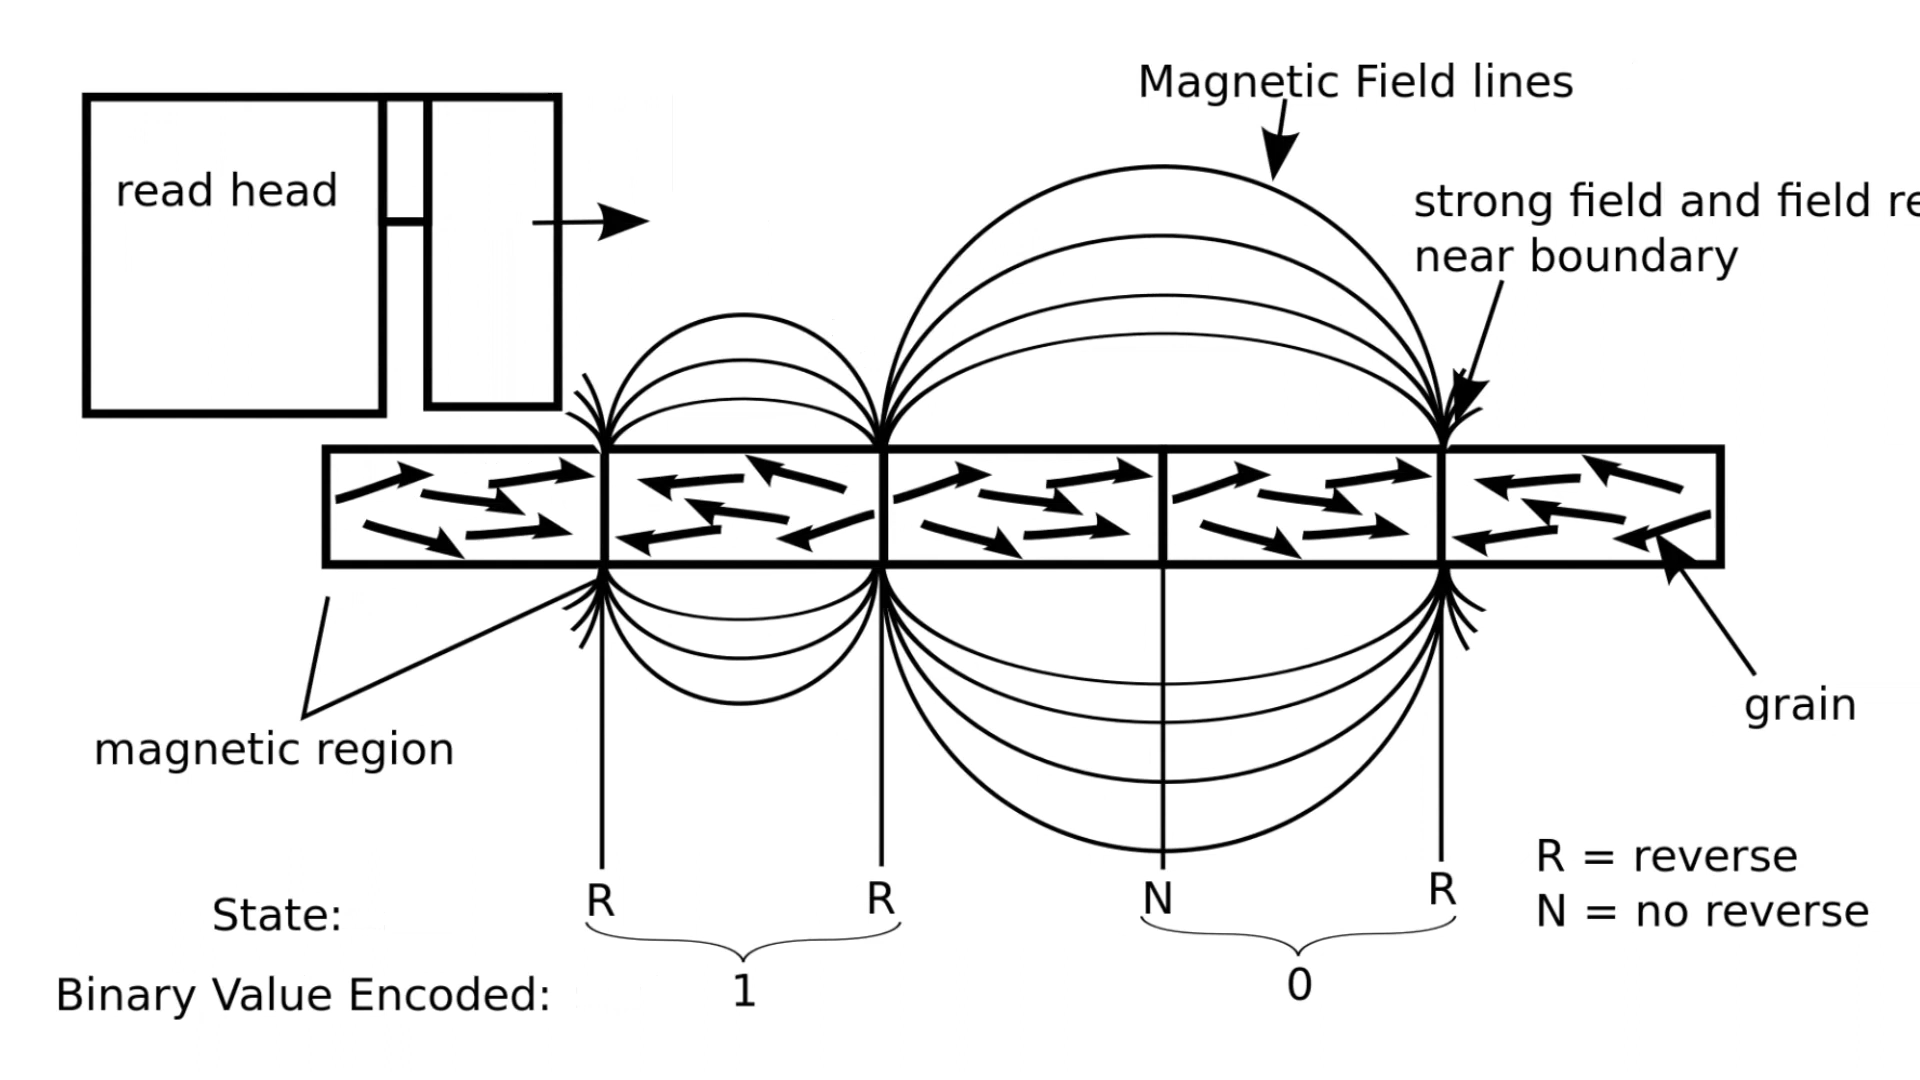 Magnetic Field lines
read head
strong field and field
near boundary
grain
magnetic region
R = reverse
N = no reverse
State:
R
R
N
R
Binary Value Encoded:
1
0